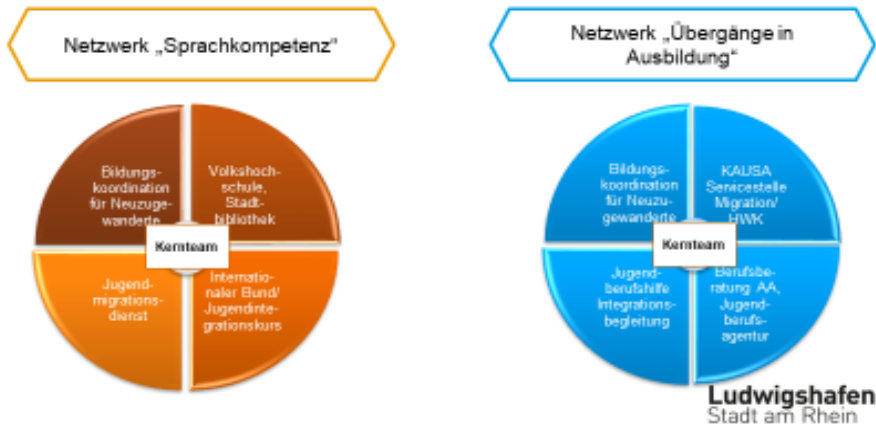 Netzwerk „Sprachkompetenz“
Netzwerk „Übergänge in
Ausbildung“
Bildungs-
koordination
für Neuzuge-
wanderte
Volkshoch-
schule,
Stadt-
bibliothek
Kernteam
Jugend-
migrations-
dienst
Internatio-
naler Bund/
Jugendinte-
grationskurs
Bildungs-
koordination
für Neuzu-
gewanderte
KAUSA
Servicestelle
Migration/
HWK
Kernteam
Jugend-
berufshilfe
Integrations-
begleitung
Berufsbe-
ratung AA,
Jugend-
berufs-
agentur
Ludwigshafen
Stadt am Rhein